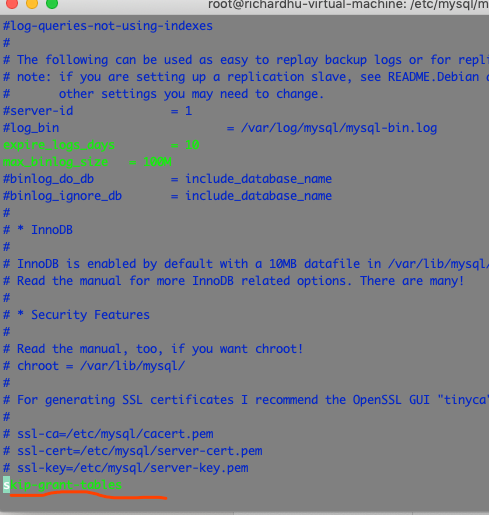 root@richardhu-virtual-machine: /etc/mysql/m
#log-queries-not-using-indexes
#
# The following can be used as easy to replay backup logs or for repli
# note: if you are setting up a replication slave, see README.Debian
#       other settings you may need to change.
#server-id              = 1
#log_bin                        = /var/log/mysql/mysql-bin.log
expire_logs_days        = 10
max_binlog_size   = 100M
#binlog_do_db           = include_database_name
#binlog_ignore_db       = include_database_name
#
# * InnoDB
#
# InnoDB is enabled by default with a 10MB datafile in /var/lib/mysql/
# Read the manual for more InnoDB related options. There are many!
#
# * Security Features
#
# Read the manual, too, if you want chroot!
# chroot = /var/lib/mysql/
#
# For generating SSL certificates I recommend the OpenSSL GUI "tinyca"
#
# ssl-ca=/etc/mysql/cacert.pem
# ssl-cert=/etc/mysql/server-cert.pem
# ssl-key=/etc/mysql/server-key.pem
skip-grant-tables